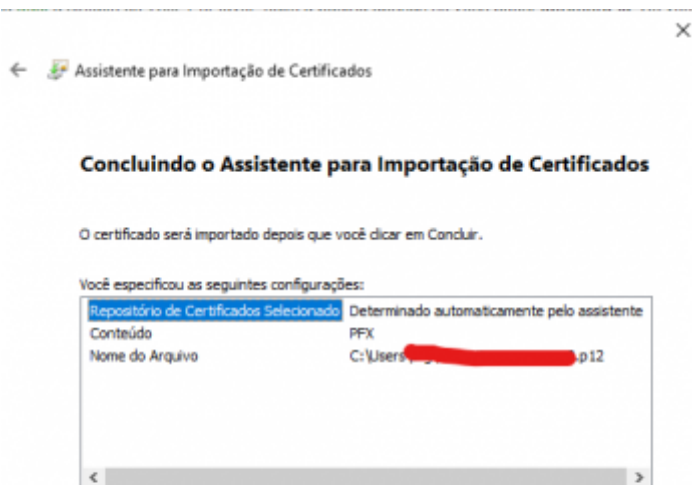 Assistente para Importação de Certificados
Concluindo o Assistente para Importação de Certificados
O certificado será importado depois que você clicar em Concluir.
Você especificou as seguintes configurações:
Repositório de Certificados Selecionado Determinado automaticamente pelo assistente
Conteúdo PFX
Nome do Arquivo C:\Users .p12